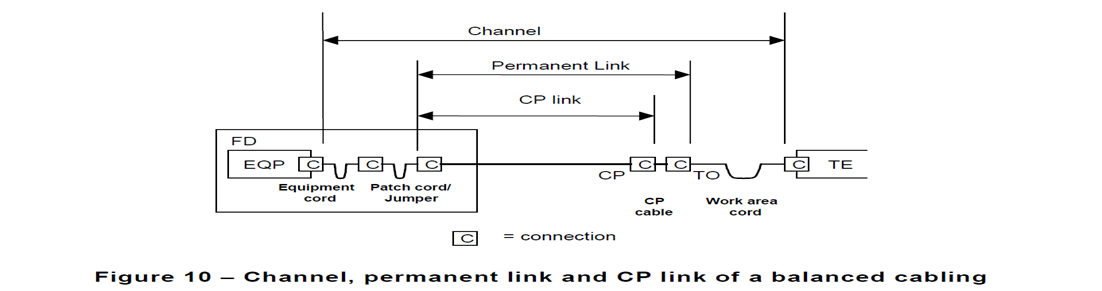 Channel
Permanent Link
CP link
FD
EQP C C C C C C TE
CP TO
Equipment cord
Patch cord/ Jumper
CP cable
Work area cord
C = connection
Figure 10 – Channel, permanent link and CP link of a balanced cabling